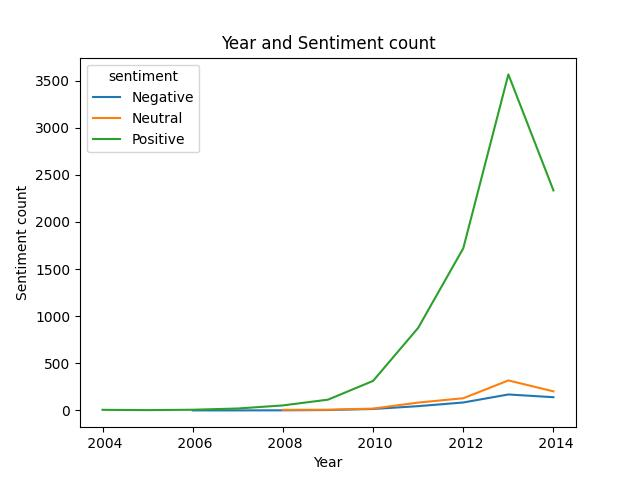 Year and Sentiment count
sentiment
Negative
Neutral
Positive
Sentiment count
3500
3000
2500
2000
1500
1000
500
0
2004 2006 2008 2010 2012 2014
Year